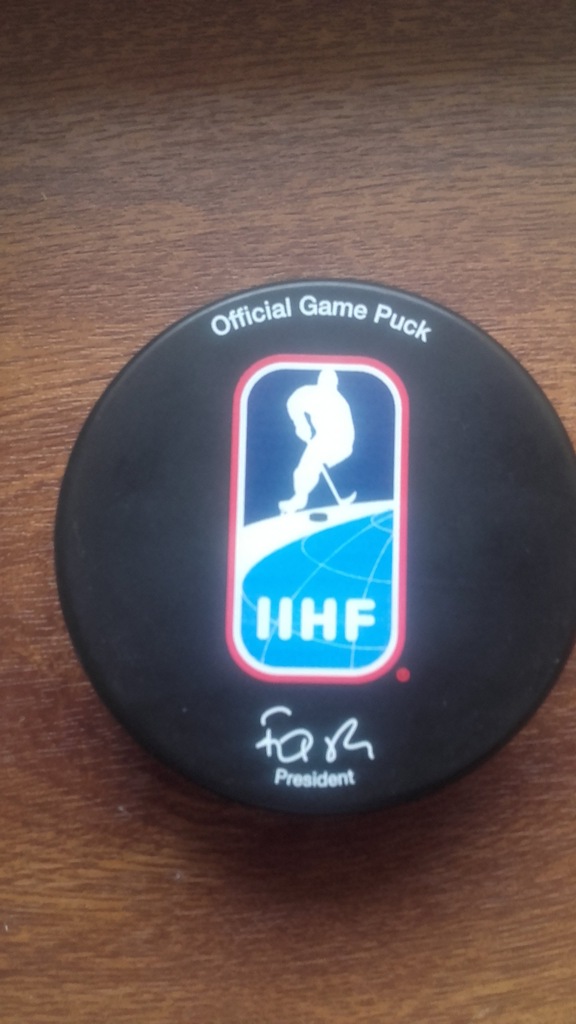 Official Game Puck
IIHF
President